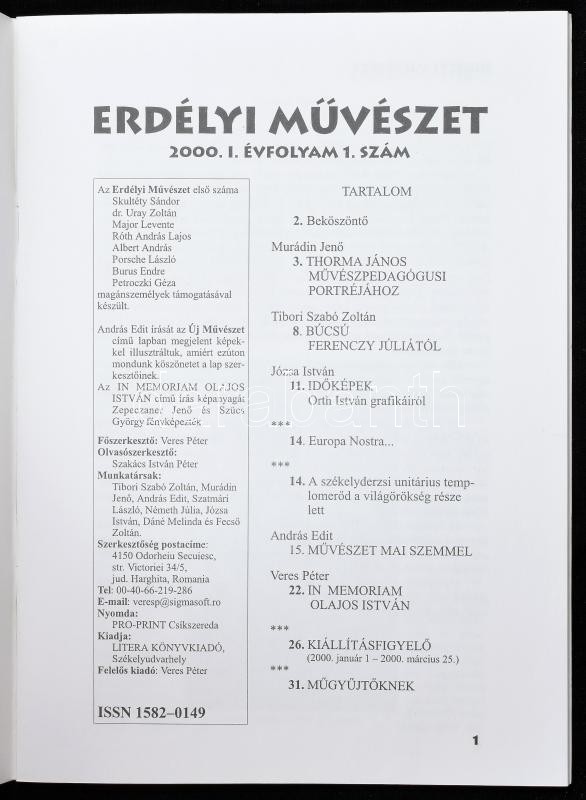 ERDÉLYI MŰVÉSZET
2000. I. ÉVFOLYAM 1. SZÁM
Az Erdélyi Művészet első száma
Skultéty Sándor
dr. Uray Zoltán
Major Levente
Róth András Lajos
Albert András
Porsche László
Burus Endre
Petroczki Géza
magánszemélyek támogatásával
készült.
András Edit írását az Új Művészet
című lapban megjelent képek-
kel illusztráltuk, amiért ezúton
mondunk köszönetet a lap szer-
kesztőinek.
Az IN MEMORIAM OLAJOS
ISTVÁN című írás képanyagát
Zepeczaner Jenő és Szűcs
György fényképezték
Főszerkesztő: Veres Péter
Olvasószerkesztő:
Szakács István Péter
Munkatársak:
Tibori Szabó Zoltán, Murádin
Jenő, András Edit, Szatmári
László, Németh Júlia, Józsa
István, Dáné Melinda és Fecső
Zoltán.
Szerkesztőség postacíme:
4150 Odorheiu Secuiesc,
str. Victoriei 34/5,
jud. Harghita, Romania
Tel: 00-40-66-219-286
E-mail: veresp@sigmasoft.ro
Nyomda:
PRO-PRINT Csíkszereda
Kiadja:
LITERA KÖNYVKIADÓ,
Székelyudvarhely
Felelős kiadó: Veres Péter
ISSN 1582–0149
TARTALOM
2. Beköszöntő
Murádin Jenő
3. THORMA JÁNOS
MŰVÉSZPEDAGÓGUSI
PORTRÉJÁHOZ
Tibori Szabó Zoltán
8. BÚCSÚ
FERENCZY JÚLIÁTÓL
Józsa István
11. IDŐKÉPEK
Orth István grafikáiról
***
14. Europa Nostra...
***
14. A székelyderzsi unitárius temp-
lomerőd a világörökség része
lett
András Edit
15. MŰVÉSZET MAI SZEMMEL
Veres Péter
22. IN MEMORIAM
OLAJOS ISTVÁN
***
26. KIÁLLÍTÁSFIGYELŐ
(2000. január 1 – 2000. március 25.)
***
31. MŰGYŰJTŐKNEK
1